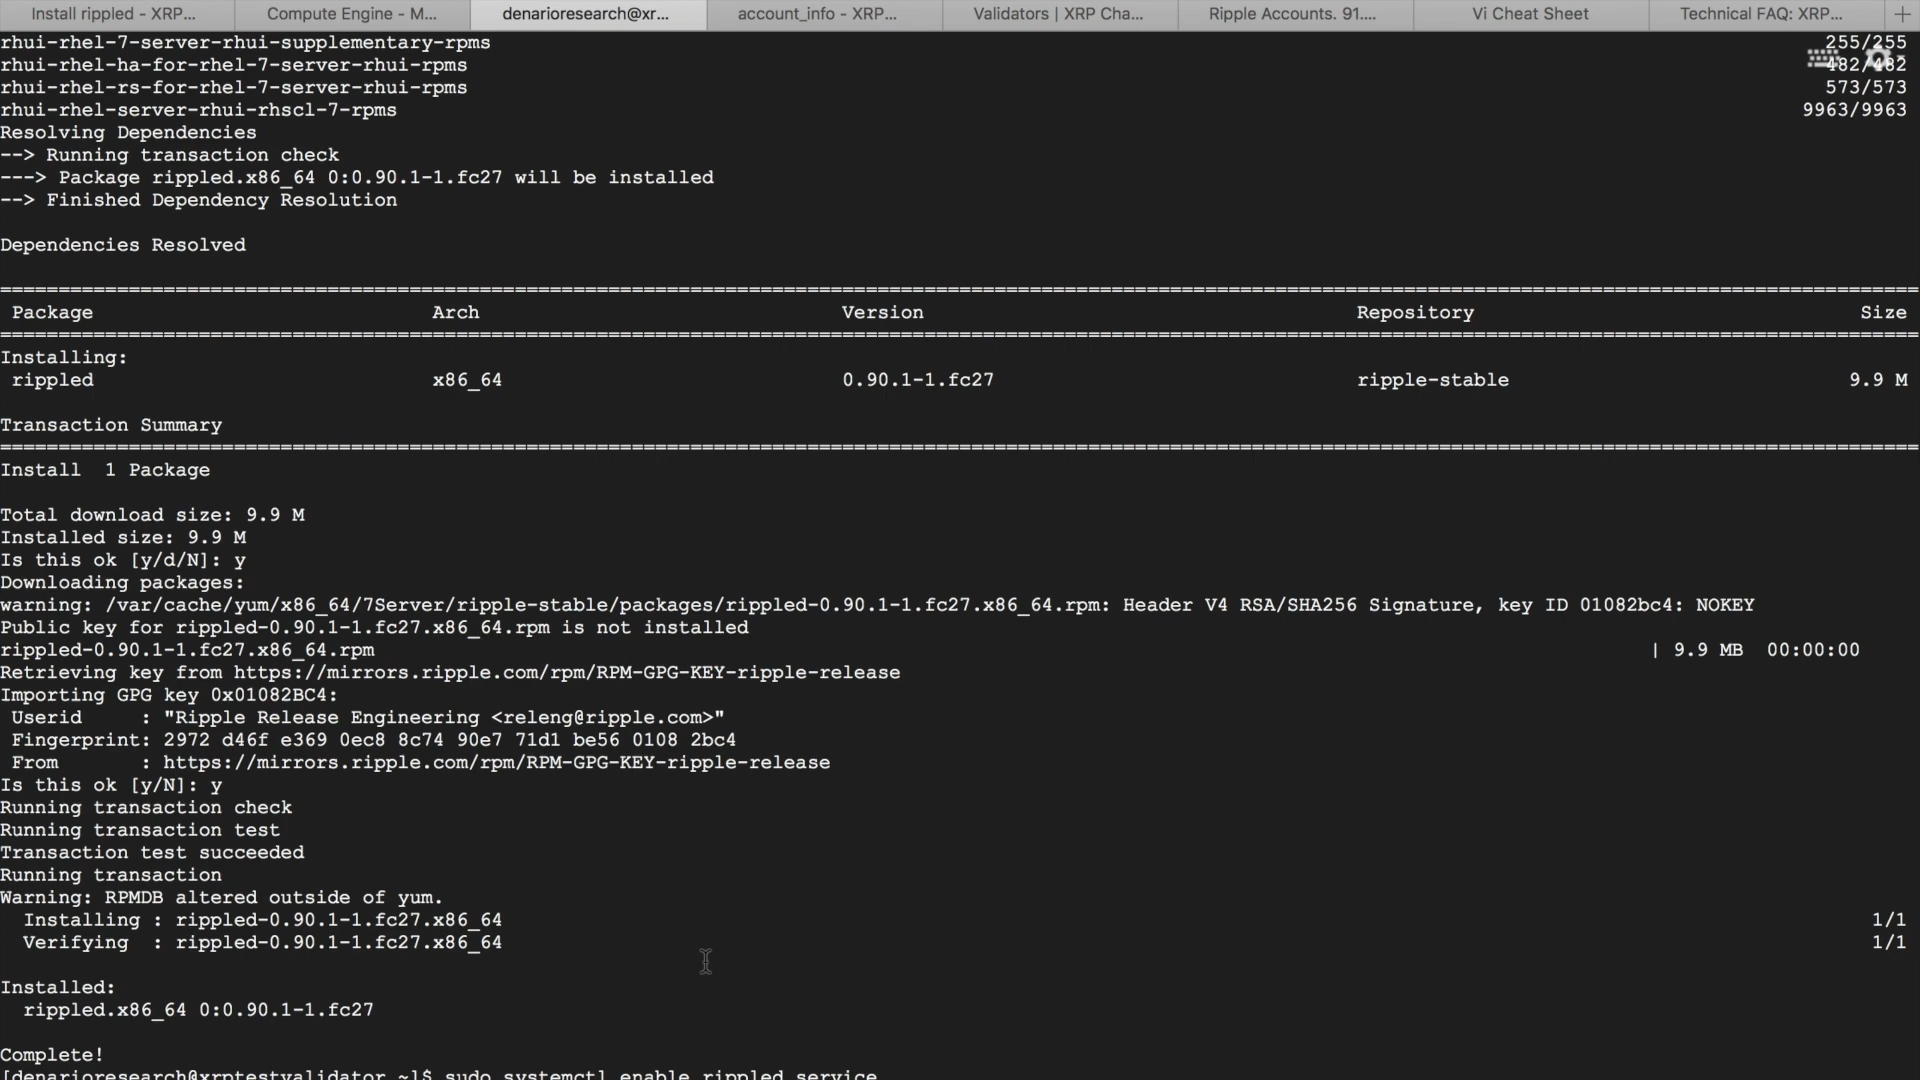 Install rippled - XRP...
Compute Engine - M...
denarioresearch@xr...
account_info - XRP...
Validators | XRP Cha...
Ripple Accounts. 91....
Vi Cheat Sheet
Technical FAQ: XRP...
rhui-rhel-7-server-rhui-supplementary-rpms 255/255
rhui-rhel-ha-for-rhel-7-server-rhui-rpms 482/482
rhui-rhel-rs-for-rhel-7-server-rhui-rpms 573/573
rhui-rhel-server-rhui-rhscl-7-rpms 9963/9963
Resolving Dependencies
--> Running transaction check
---> Package rippled.x86_64 0:0.90.1-1.fc27 will be installed
--> Finished Dependency Resolution
Dependencies Resolved
Package Arch Version Repository Size
Installing:
rippled x86_64 0.90.1-1.fc27 ripple-stable 9.9 M
Transaction Summary
Install 1 Package
Total download size: 9.9 M
Installed size: 9.9 M
Is this ok [y/d/N]: y
Downloading packages:
warning: /var/cache/yum/x86_64/7Server/ripple-stable/packages/rippled-0.90.1-1.fc27.x86_64.rpm: Header V4 RSA/SHA256 Signature, key ID 01082bc4: NOKEY
Public key for rippled-0.90.1-1.fc27.x86_64.rpm is not installed
rippled-0.90.1-1.fc27.x86_64.rpm | 9.9 MB 00:00:00
Retrieving key from https://mirrors.ripple.com/rpm/RPM-GPG-KEY-ripple-release
Importing GPG key 0x01082BC4:
Userid : "Ripple Release Engineering <releng@ripple.com>"
Fingerprint: 2972 d46f e369 0ec8 8c74 90e7 71d1 be56 0108 2bc4
From : https://mirrors.ripple.com/rpm/RPM-GPG-KEY-ripple-release
Is this ok [y/N]: y
Running transaction check
Running transaction test
Transaction test succeeded
Running transaction
Warning: RPMDB altered outside of yum.
Installing : rippled-0.90.1-1.fc27.x86_64 1/1
Verifying : rippled-0.90.1-1.fc27.x86_64 1/1
Installed:
rippled.x86_64 0:0.90.1-1.fc27
Complete!
[denarioresearch@xrptestvalidator ~]$ sudo systemctl enable rippled.service